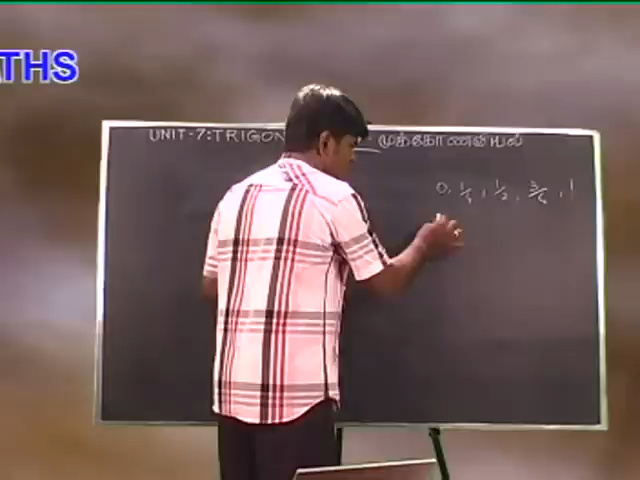 THS
UNIT-7:TRIGON - முக்கோணவியல்
0, 1/4, 1/2, 3/4, 1